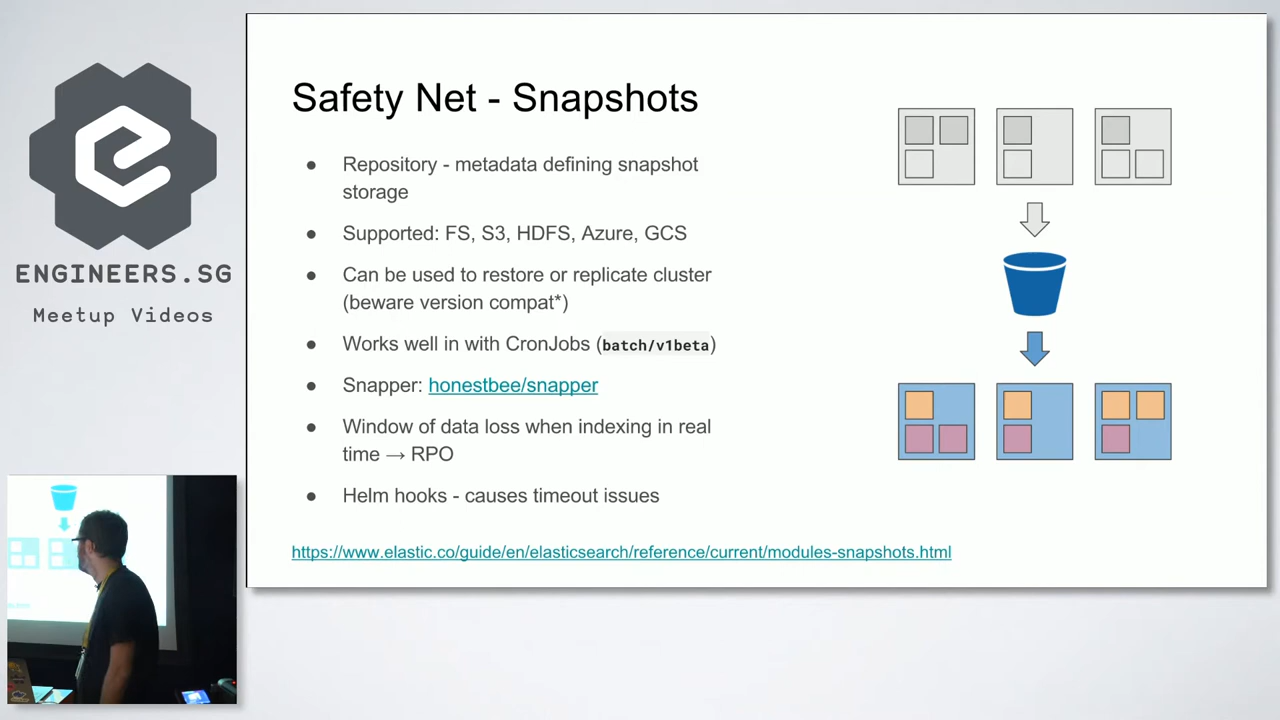 ENGINEERS.SG
Meetup Videos
Safety Net - Snapshots
● Repository - metadata defining snapshot
storage
● Supported: FS, S3, HDFS, Azure, GCS
● Can be used to restore or replicate cluster
(beware version compat*)
● Works well in with CronJobs (batch/v1beta)
● Snapper: honestbee/snapper
● Window of data loss when indexing in real
time → RPO
● Helm hooks - causes timeout issues
https://www.elastic.co/guide/en/elasticsearch/reference/current/modules-snapshots.html